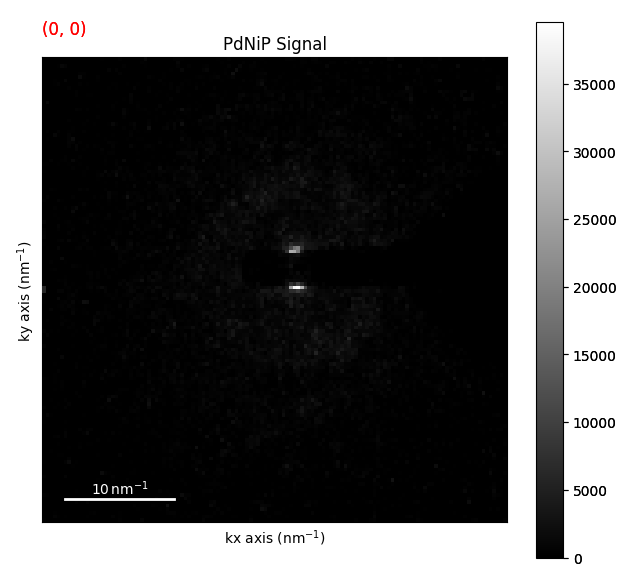 (0, 0)
PdNiP Signal
ky axis (nm⁻¹)
10 nm⁻¹
kx axis (nm⁻¹)
35000
30000
25000
20000
15000
10000
5000
0